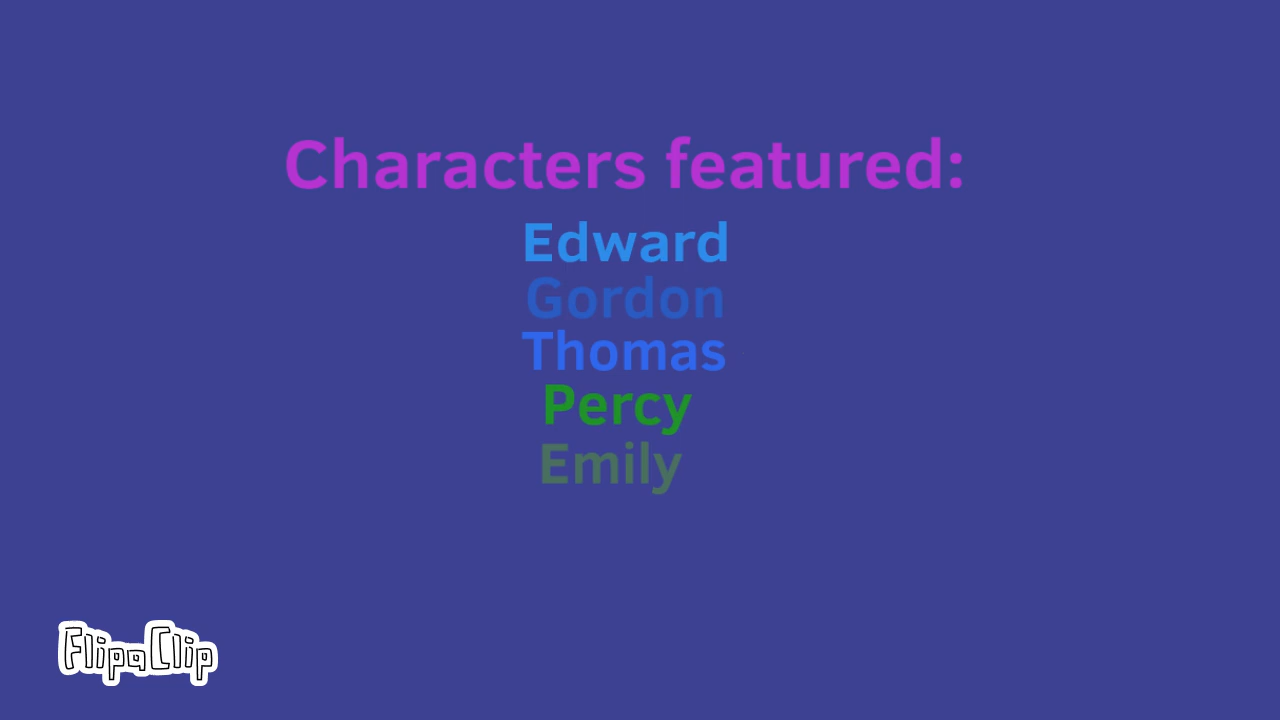 Characters featured:
Edward
Gordon
Thomas
Percy
Emily
FlipaClip